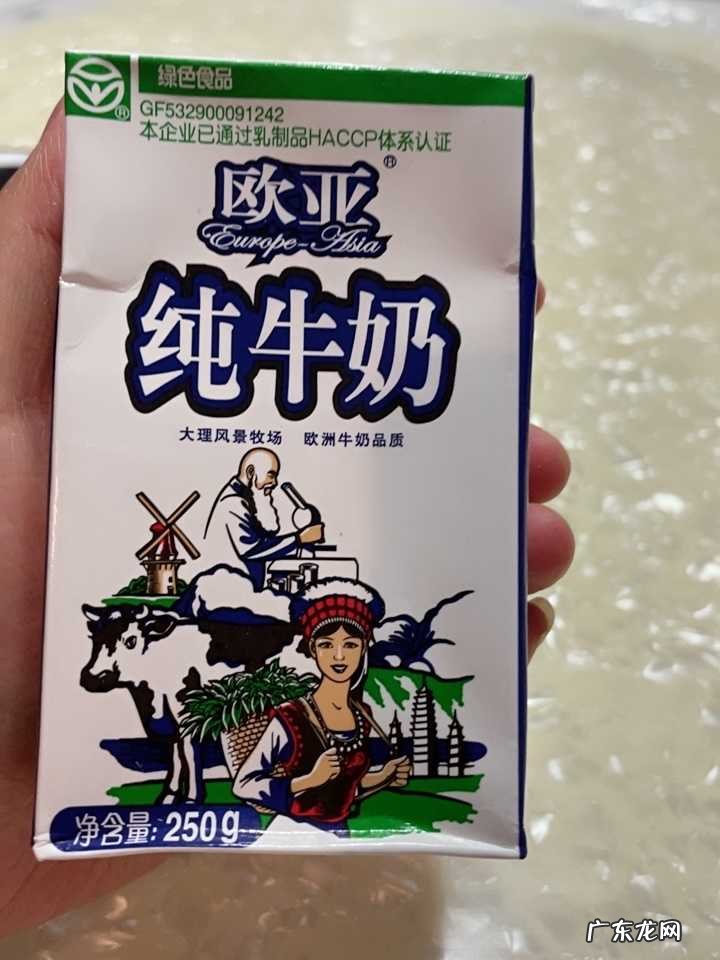 绿色食品
®
GF532900091242
本企业已通过乳制品HACCP体系认证
欧亚®
Europe-Asia
纯牛奶
大理风景牧场 欧洲牛奶品质
净含量: 250g
广东龙网